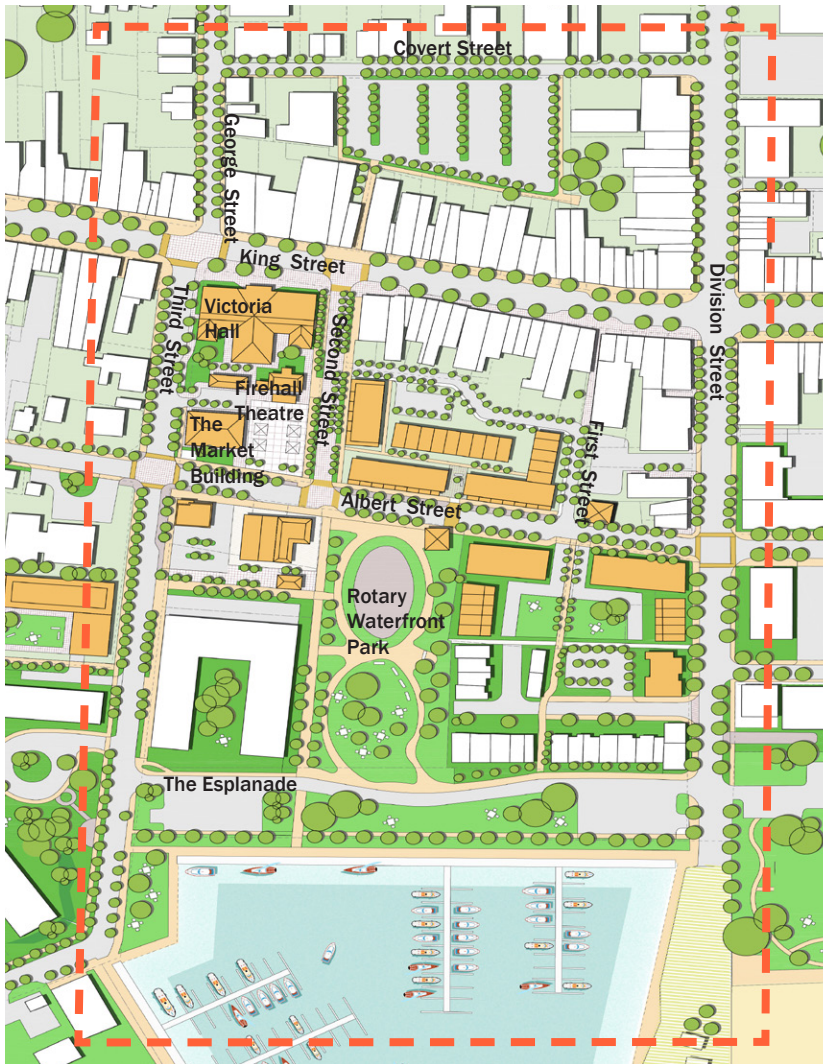 Covert Street
George Street
King Street
Division Street
Third Street
Victoria
Hall
Second Street
Firehall
Theatre
The
Market
Building
First Street
Albert Street
Rotary
Waterfront
Park
The Esplanade